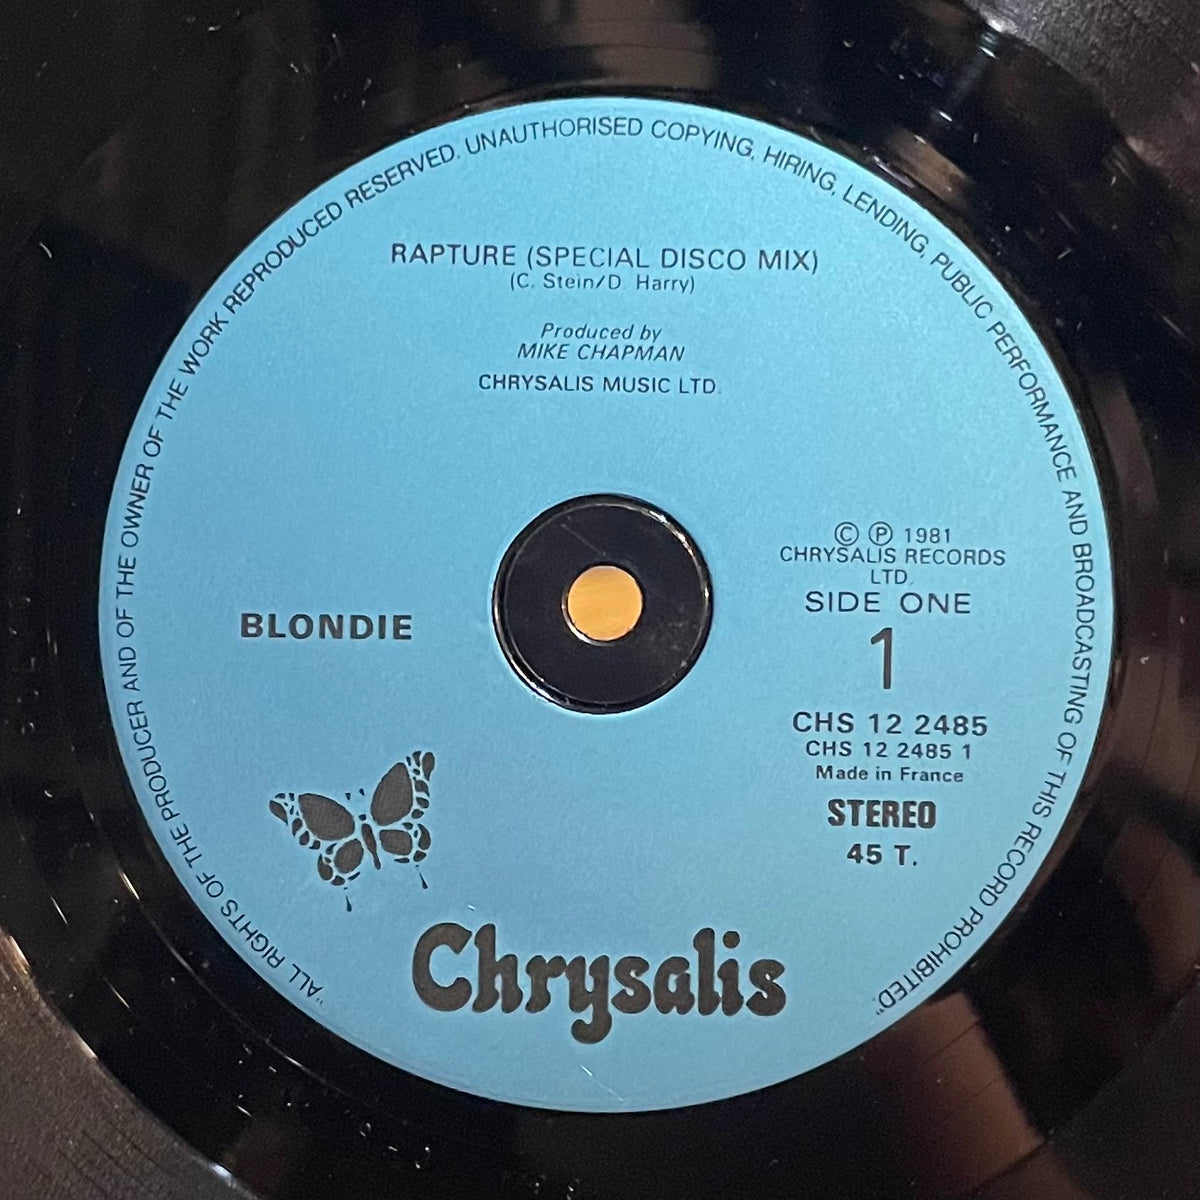 "ALL RIGHTS OF THE PRODUCER AND OF THE OWNER OF THE WORK REPRODUCED RESERVED. UNAUTHORISED COPYING, HIRING, LENDING, PUBLIC PERFORMANCE AND BROADCASTING OF THIS RECORD PROHIBITED."
RAPTURE (SPECIAL DISCO MIX)
(C. Stein/D. Harry)
Produced by
MIKE CHAPMAN
CHRYSALIS MUSIC LTD.
BLONDIE
© ℗ 1981
CHRYSALIS RECORDS
LTD.
SIDE ONE
1
CHS 12 2485
CHS 12 2485 1
Made in France
STEREO
45 T.
Chrysalis